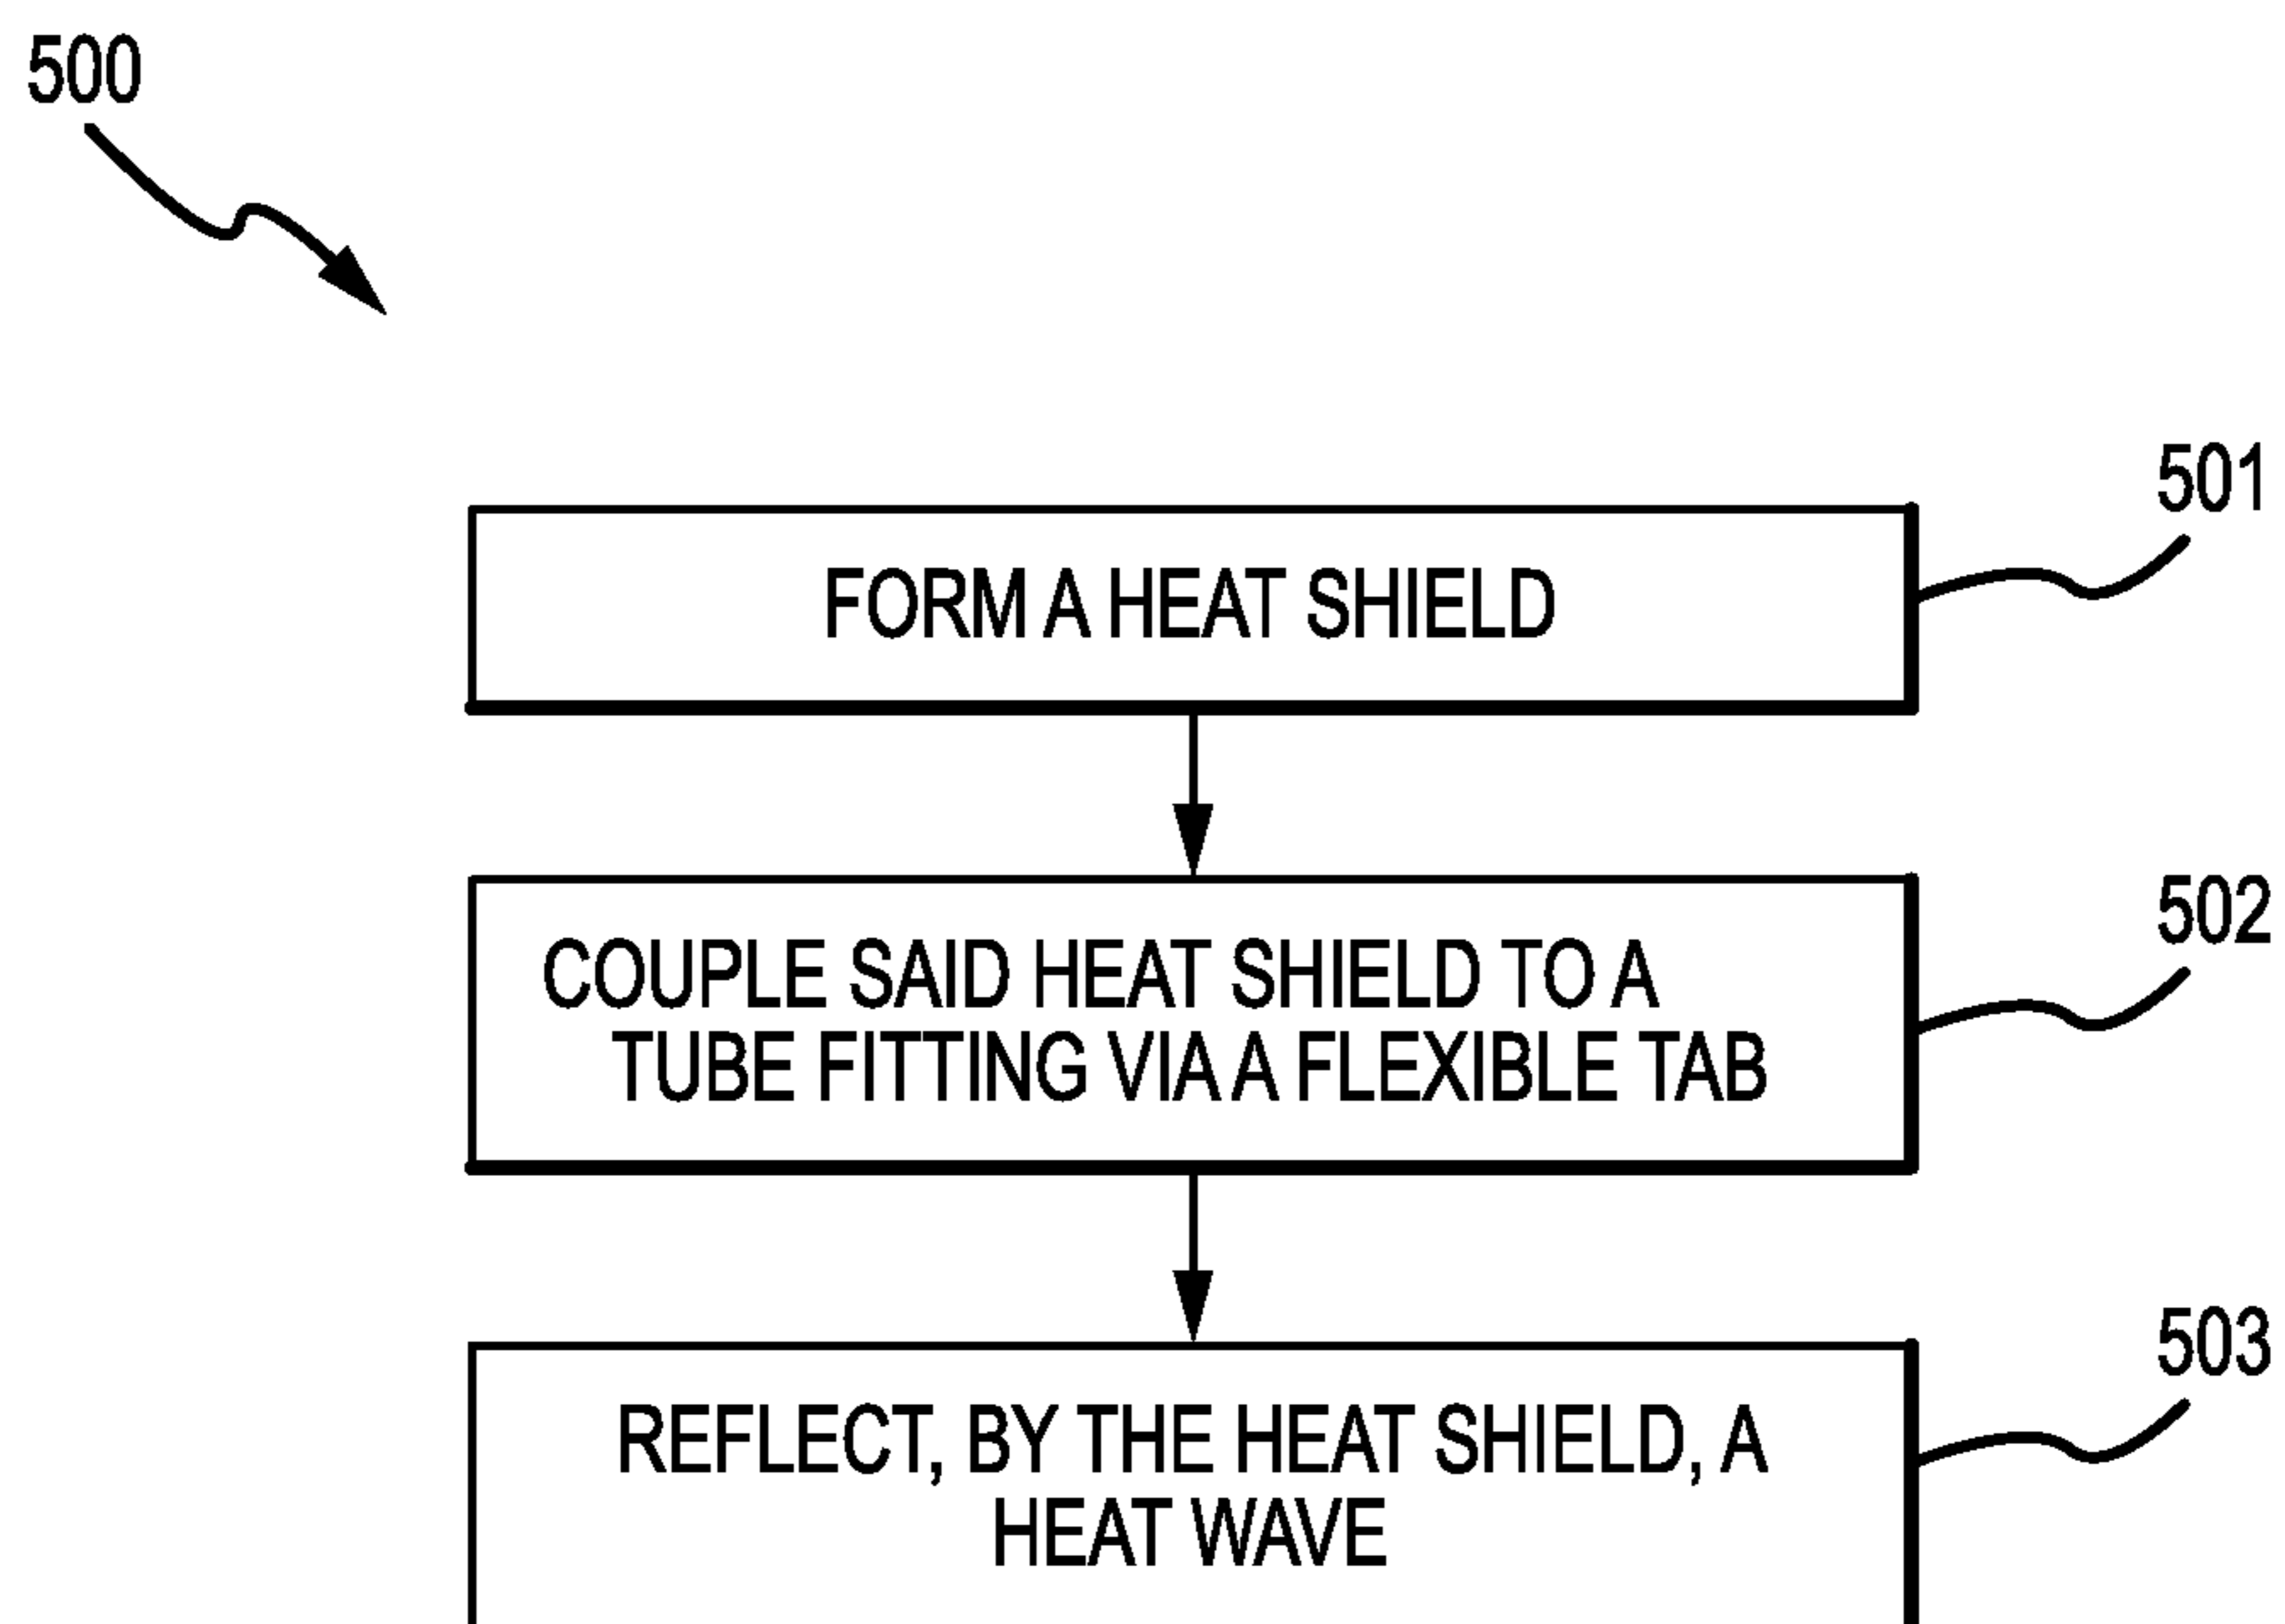 500
501
FORM A HEAT SHIELD
502
COUPLE SAID HEAT SHIELD TO A
TUBE FITTING VIA A FLEXIBLE TAB
503
REFLECT, BY THE HEAT SHIELD, A
HEAT WAVE